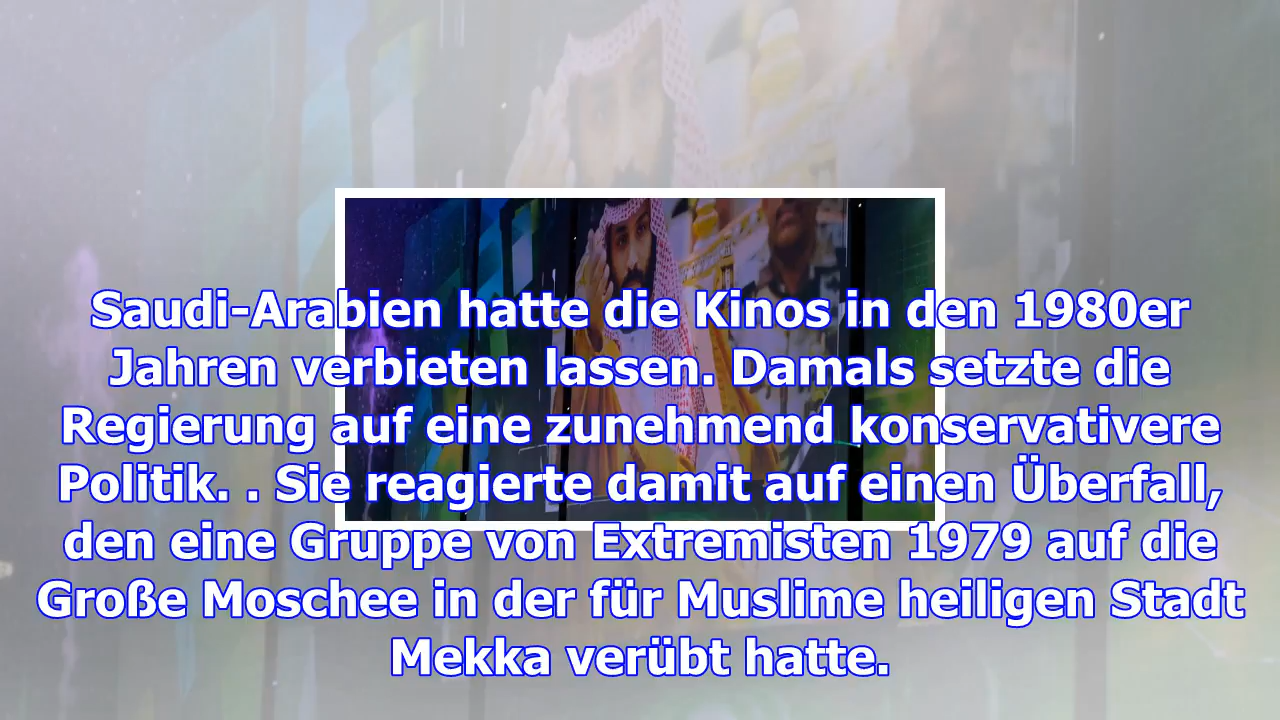 Saudi-Arabien hatte die Kinos in den 1980er
Jahren verbieten lassen. Damals setzte die
Regierung auf eine zunehmend konservativere
Politik. . Sie reagierte damit auf einen Überfall,
den eine Gruppe von Extremisten 1979 auf die
Große Moschee in der für Muslime heiligen Stadt
Mekka verübt hatte.